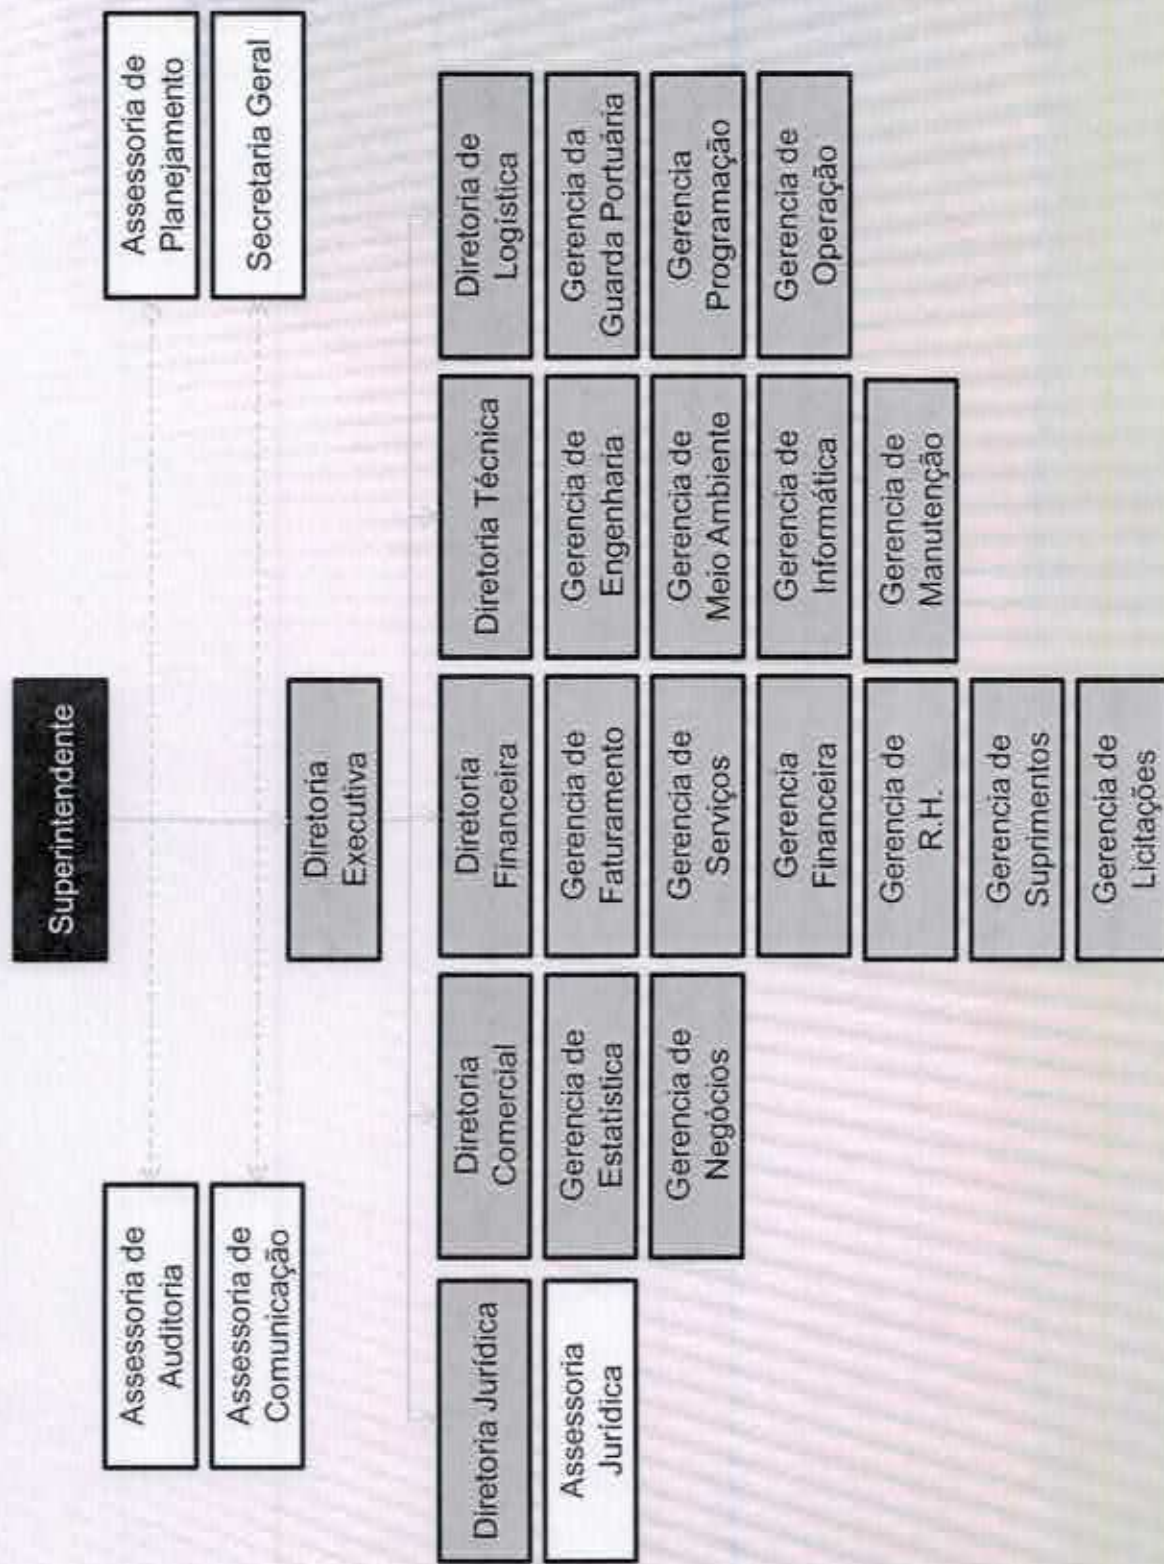 Superintendente
Assessoria de
Auditoria
Assessoria de
Planejamento
Assessoria de
Comunicação
Secretaria Geral
Diretoria
Executiva
Diretoria Jurídica
Assessoria
Jurídica
Diretoria
Comercial
Gerencia de
Estatística
Gerencia de
Negócios
Diretoria
Financeira
Gerencia de
Faturamento
Gerencia de
Serviços
Gerencia
Financeira
Gerencia de
R.H.
Gerencia de
Suprimentos
Gerencia de
Licitações
Diretoria Técnica
Gerencia de
Engenharia
Gerencia de
Meio Ambiente
Gerencia de
Informática
Gerencia de
Manutenção
Diretoria de
Logística
Gerencia da
Guarda Portuária
Gerencia
Programação
Gerencia de
Operação